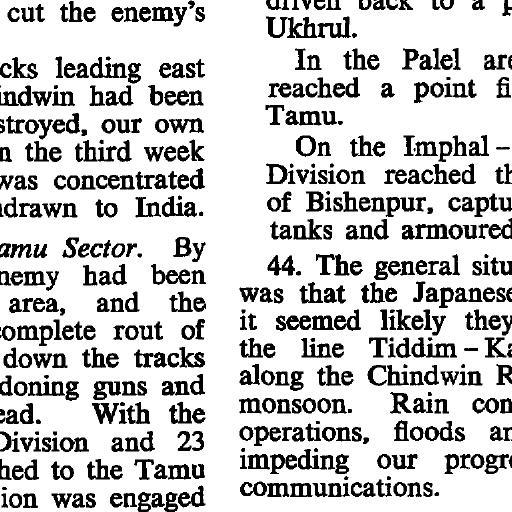 cut the enemy's
cks leading east
indwin had been
stroyed, our own
n the third week
was concentrated
hdrawn to India.
amu Sector. By
nemy had been
area, and the
complete rout of
down the tracks
doning guns and
ead. With the
Division and 23
hed to the Tamu
ion was engaged
driven back to a p
Ukhrul.
In the Palel are
reached a point fi
Tamu.
On the Imphal –
Division reached th
of Bishenpur, captu
tanks and armoured
44. The general situ
was that the Japanese
it seemed likely they
the line Tiddim – Ka
along the Chindwin R
monsoon. Rain con
operations, floods an
impeding our progre
communications.